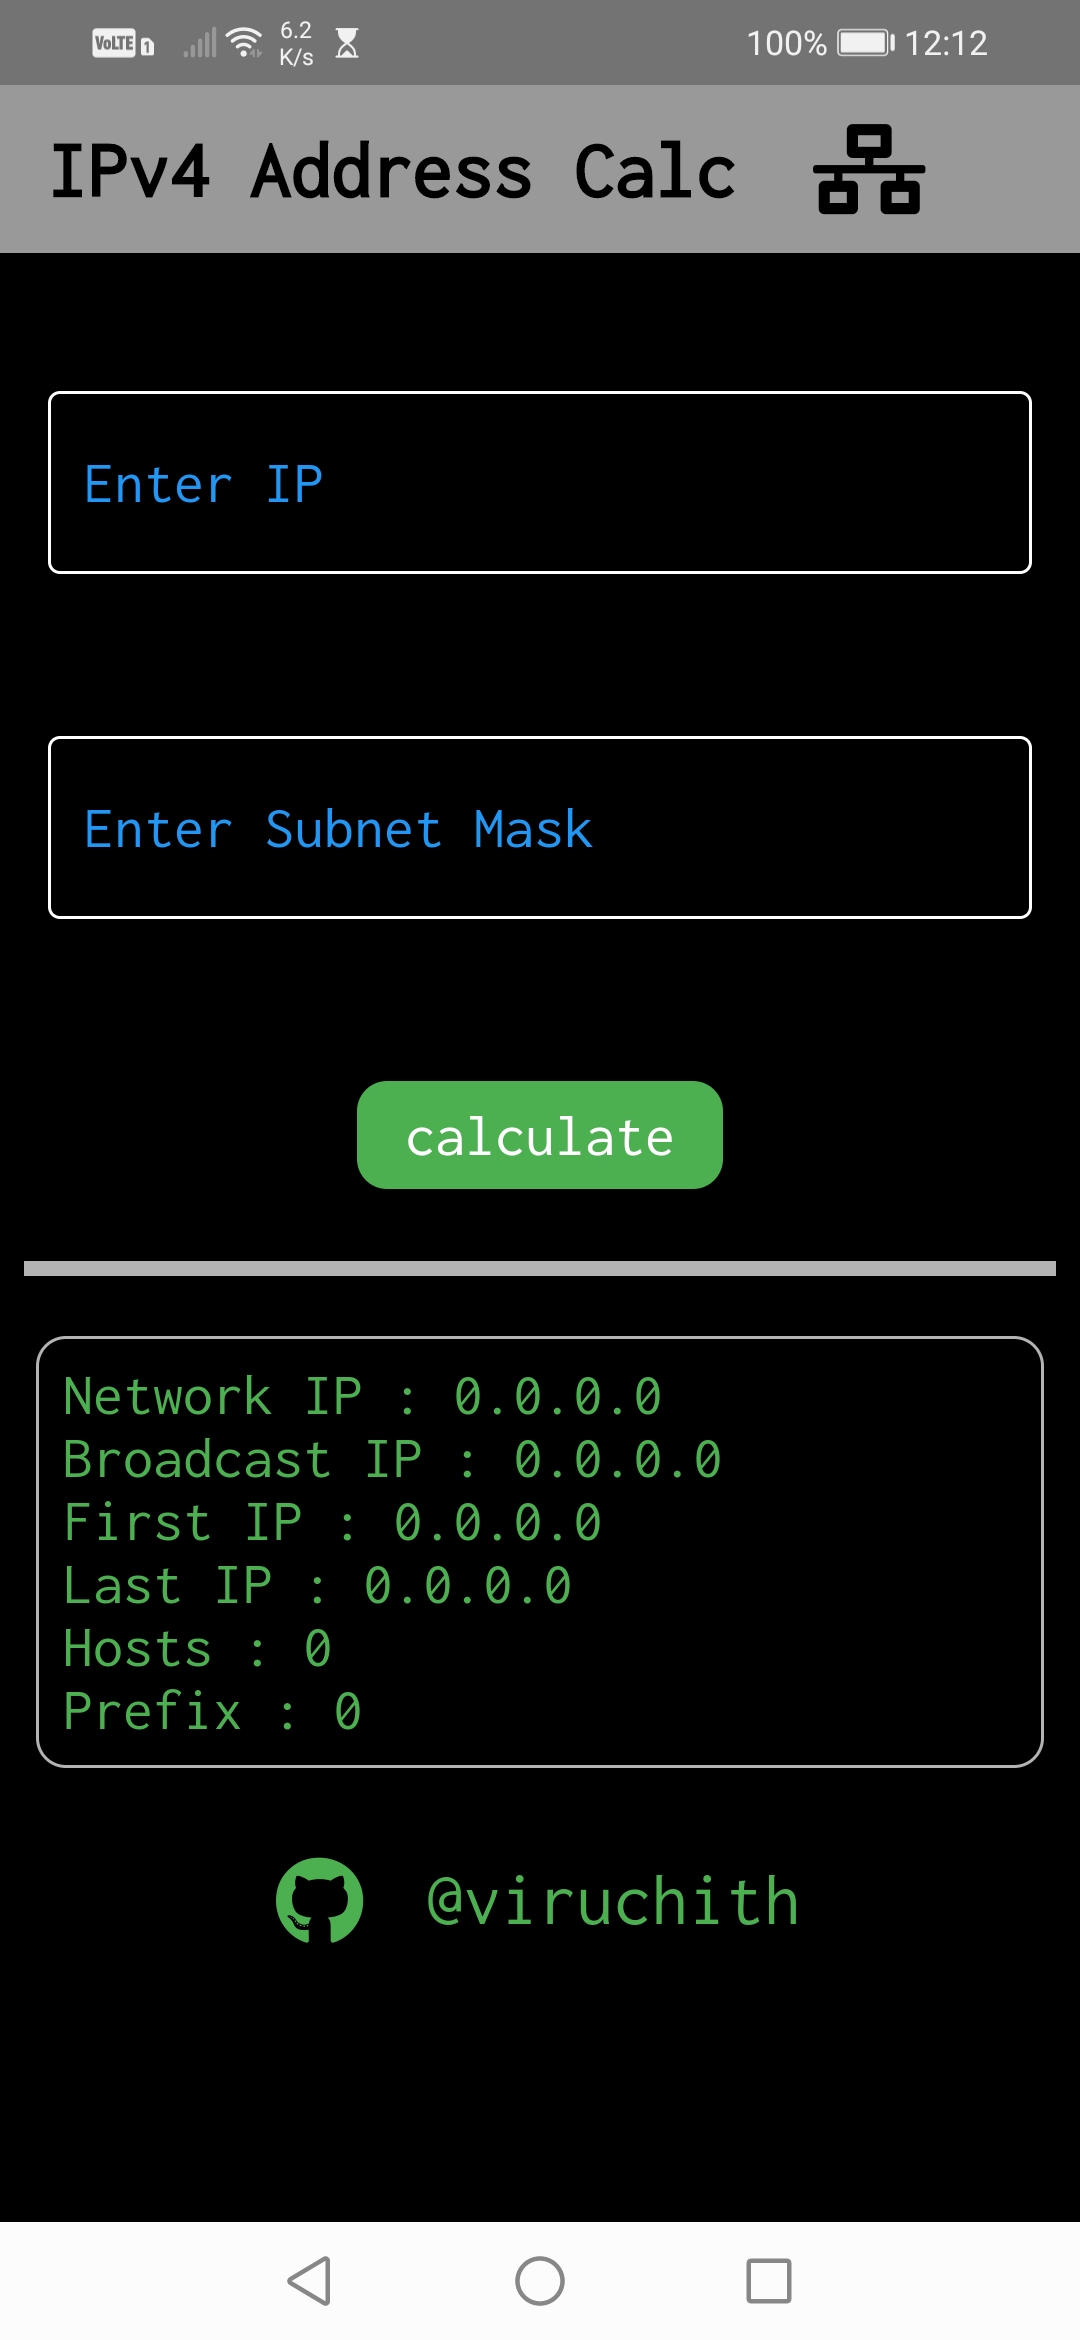 VoLTE 1 6.2 K/s 100% 12:12
IPv4 Address Calc
Enter IP
Enter Subnet Mask
calculate
Network IP : 0.0.0.0
Broadcast IP : 0.0.0.0
First IP : 0.0.0.0
Last IP : 0.0.0.0
Hosts : 0
Prefix : 0
@viruchith